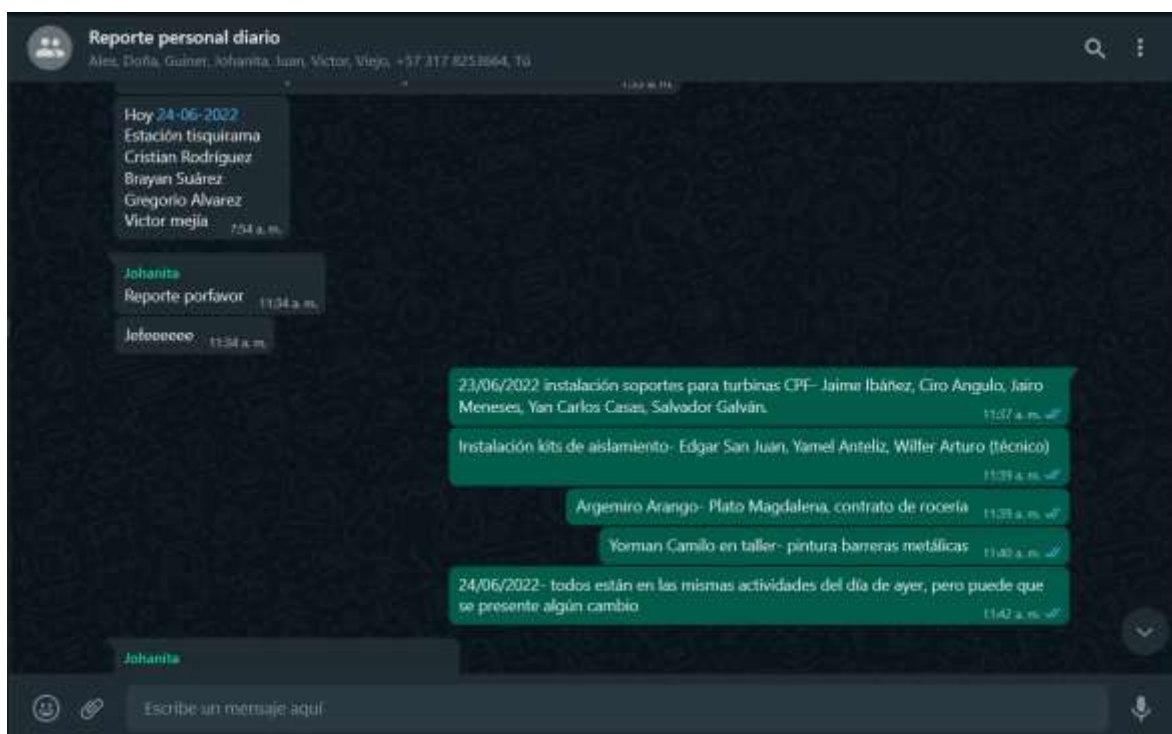 Reporte personal diario
Ales, Doña, Guiner, Johanita, Juan, Victor, Viejo, +57 317 8253664, Tú
Hoy 24-06-2022
Estación tisquirama
Cristian Rodríguez
Brayan Suárez
Gregorio Alvarez
Victor mejía 7:54 a. m.
Johanita
Reporte porfavor 11:34 a. m.
Jefeeeeee 11:34 a. m.
23/06/2022 instalación soportes para turbinas CPF- Jaime Ibáñez, Ciro Angulo, Jairo
Meneses, Yan Carlos Casas, Salvador Galván.
11:37 a. m.
Instalación kits de aislamiento- Edgar San Juan, Yamel Anteliz, Wilfer Arturo (técnico)
11:39 a. m.
Argemiro Arango- Plato Magdalena, contrato de rocería 11:39 a. m.
Yorman Camilo en taller- pintura barreras metálicas 11:40 a. m.
24/06/2022- todos están en las mismas actividades del día de ayer, pero puede que
se presente algún cambio 11:42 a. m.
Johanita
Escribe un mensaje aquí